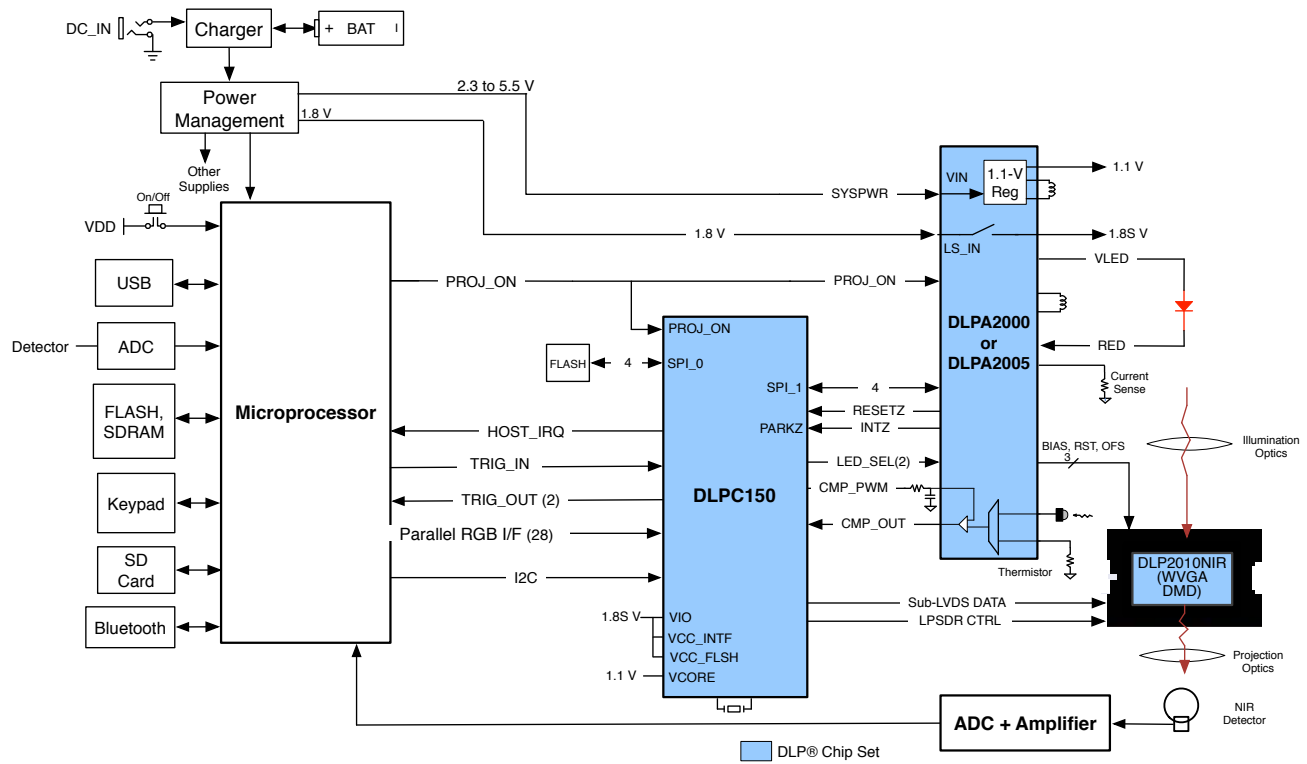 DC_IN
Charger
+ BAT −
Power
Management
2.3 to 5.5 V
1.8 V
Other
Supplies
On/Off
VDD
USB
Detector
ADC
FLASH,
SDRAM
Keypad
SD
Card
Bluetooth
Microprocessor
PROJ_ON
HOST_IRQ
TRIG_IN
TRIG_OUT (2)
Parallel RGB I/F (28)
I2C
SYSPWR
1.8 V
PROJ_ON
FLASH
4
PROJ_ON
SPI_0
SPI_1
PARKZ
DLPC150
1.8S V
VIO
VCC_INTF
VCC_FLSH
1.1 V
VCORE
4
RESETZ
INTZ
LED_SEL(2)
CMP_PWM
CMP_OUT
Sub-LVDS DATA
LPSDR CTRL
VIN
1.1-V
Reg
LS_IN
DLPA2000
or
DLPA2005
1.1 V
1.8S V
VLED
RED
Current
Sense
BIAS, RST, OFS
3
Thermistor
Illumination
Optics
DLP2010NIR
(WVGA
DMD)
Projection
Optics
NIR
Detector
ADC + Amplifier
DLP® Chip Set